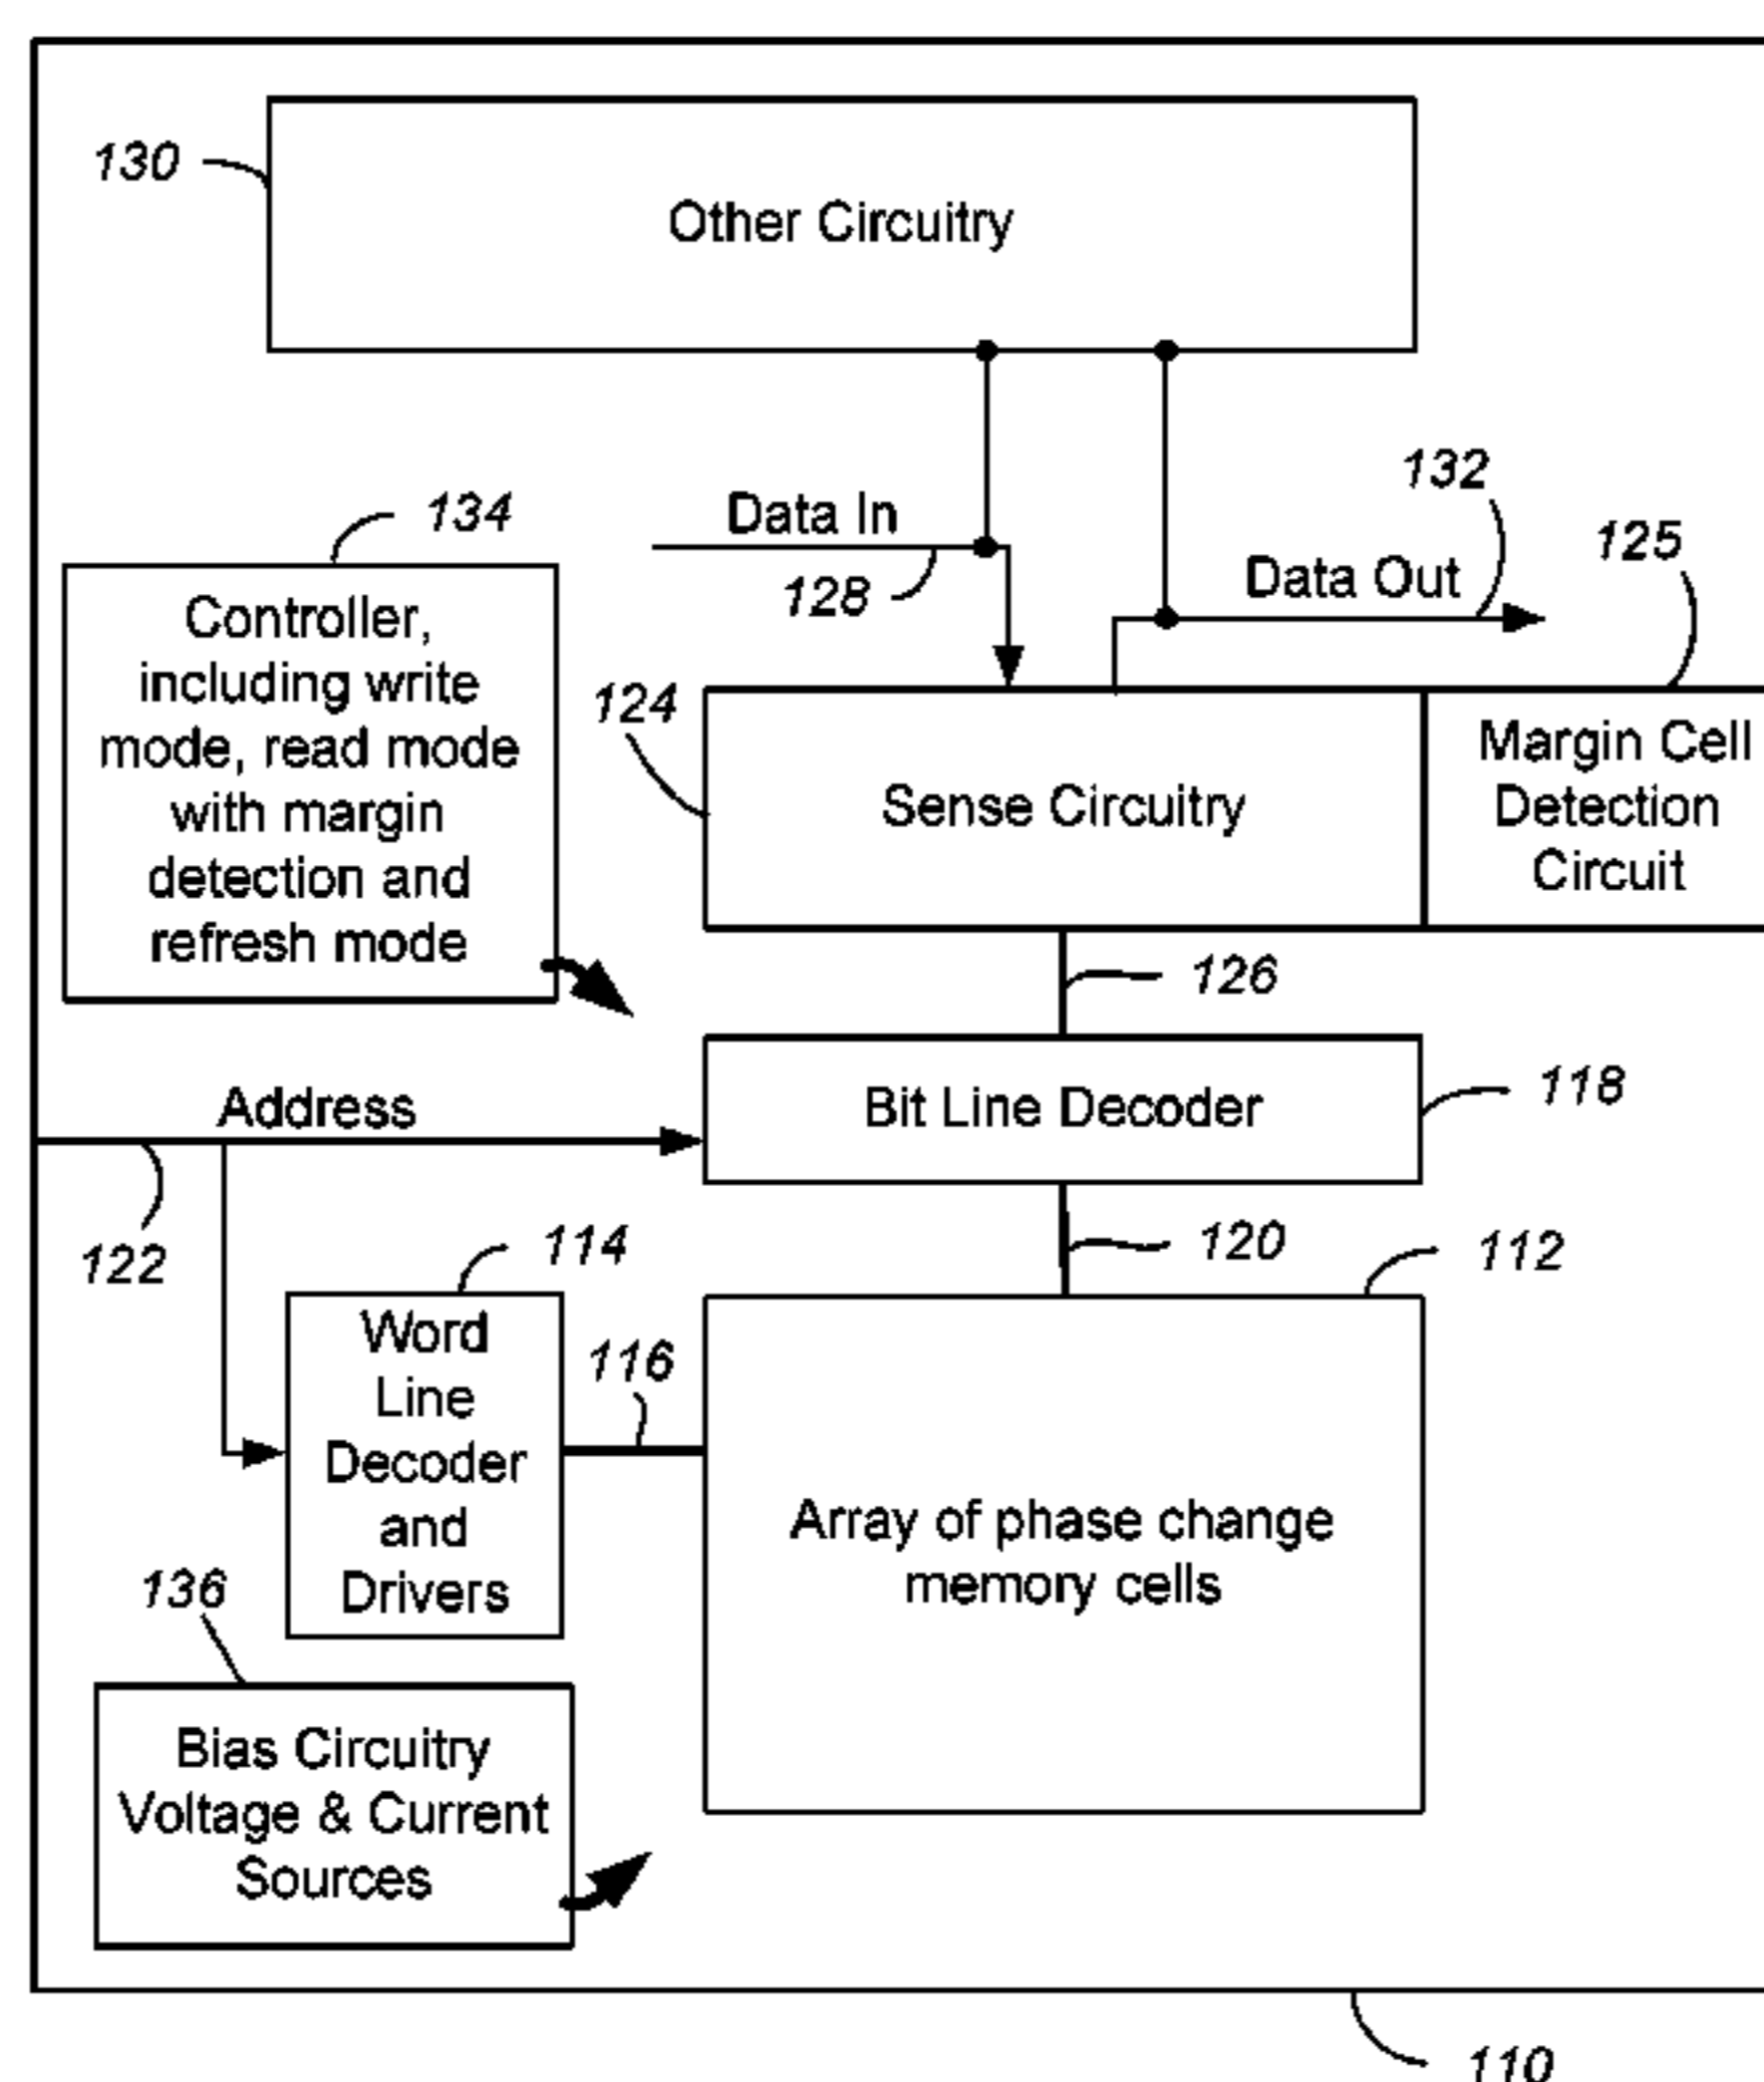 130
Other Circuitry
132
134
Data In
125
128
Data Out
Controller,
including write
mode, read mode
with margin
detection and
refresh mode
124
Sense Circuitry
Margin Cell
Detection
Circuit
126
Address
Bit Line Decoder
118
122
114
120
112
Word
Line
Decoder
and
Drivers
116
Array of phase change
memory cells
136
Bias Circuitry
Voltage & Current
Sources
110